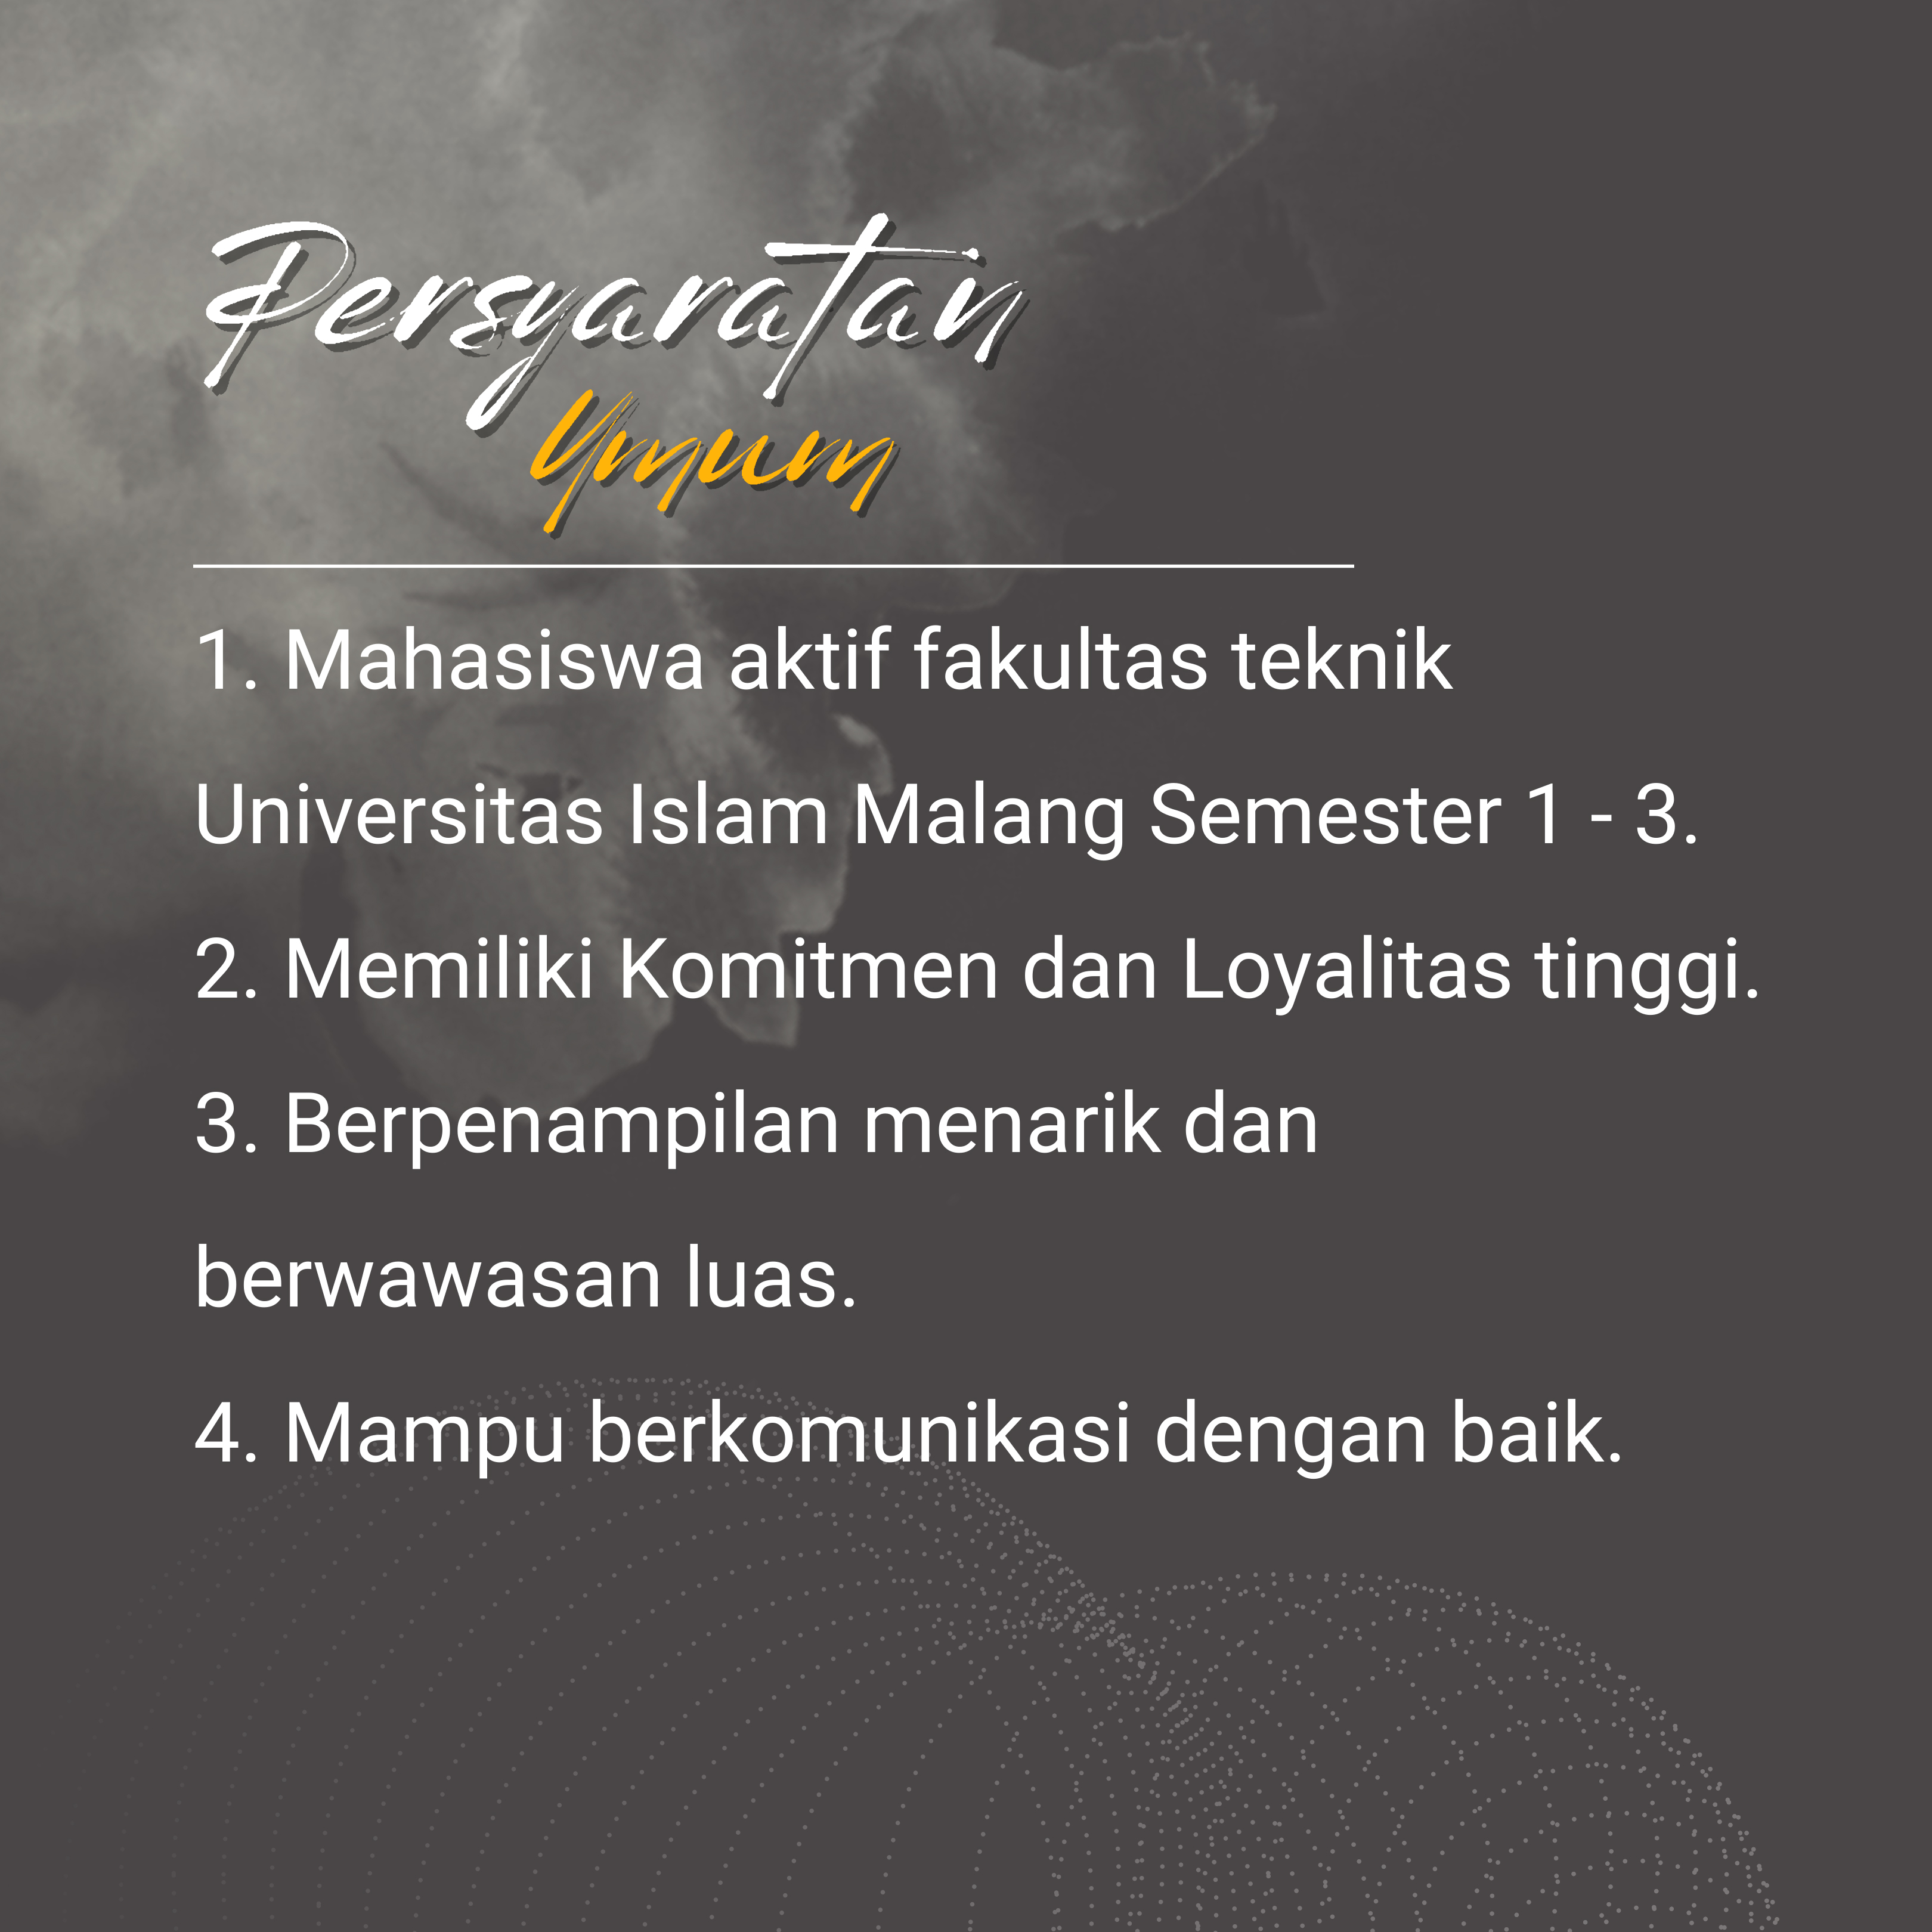 Persyaratan
Umum
1. Mahasiswa aktif fakultas teknik
Universitas Islam Malang Semester 1 - 3.
2. Memiliki Komitmen dan Loyalitas tinggi.
3. Berpenampilan menarik dan
berwawasan luas.
4. Mampu berkomunikasi dengan baik.